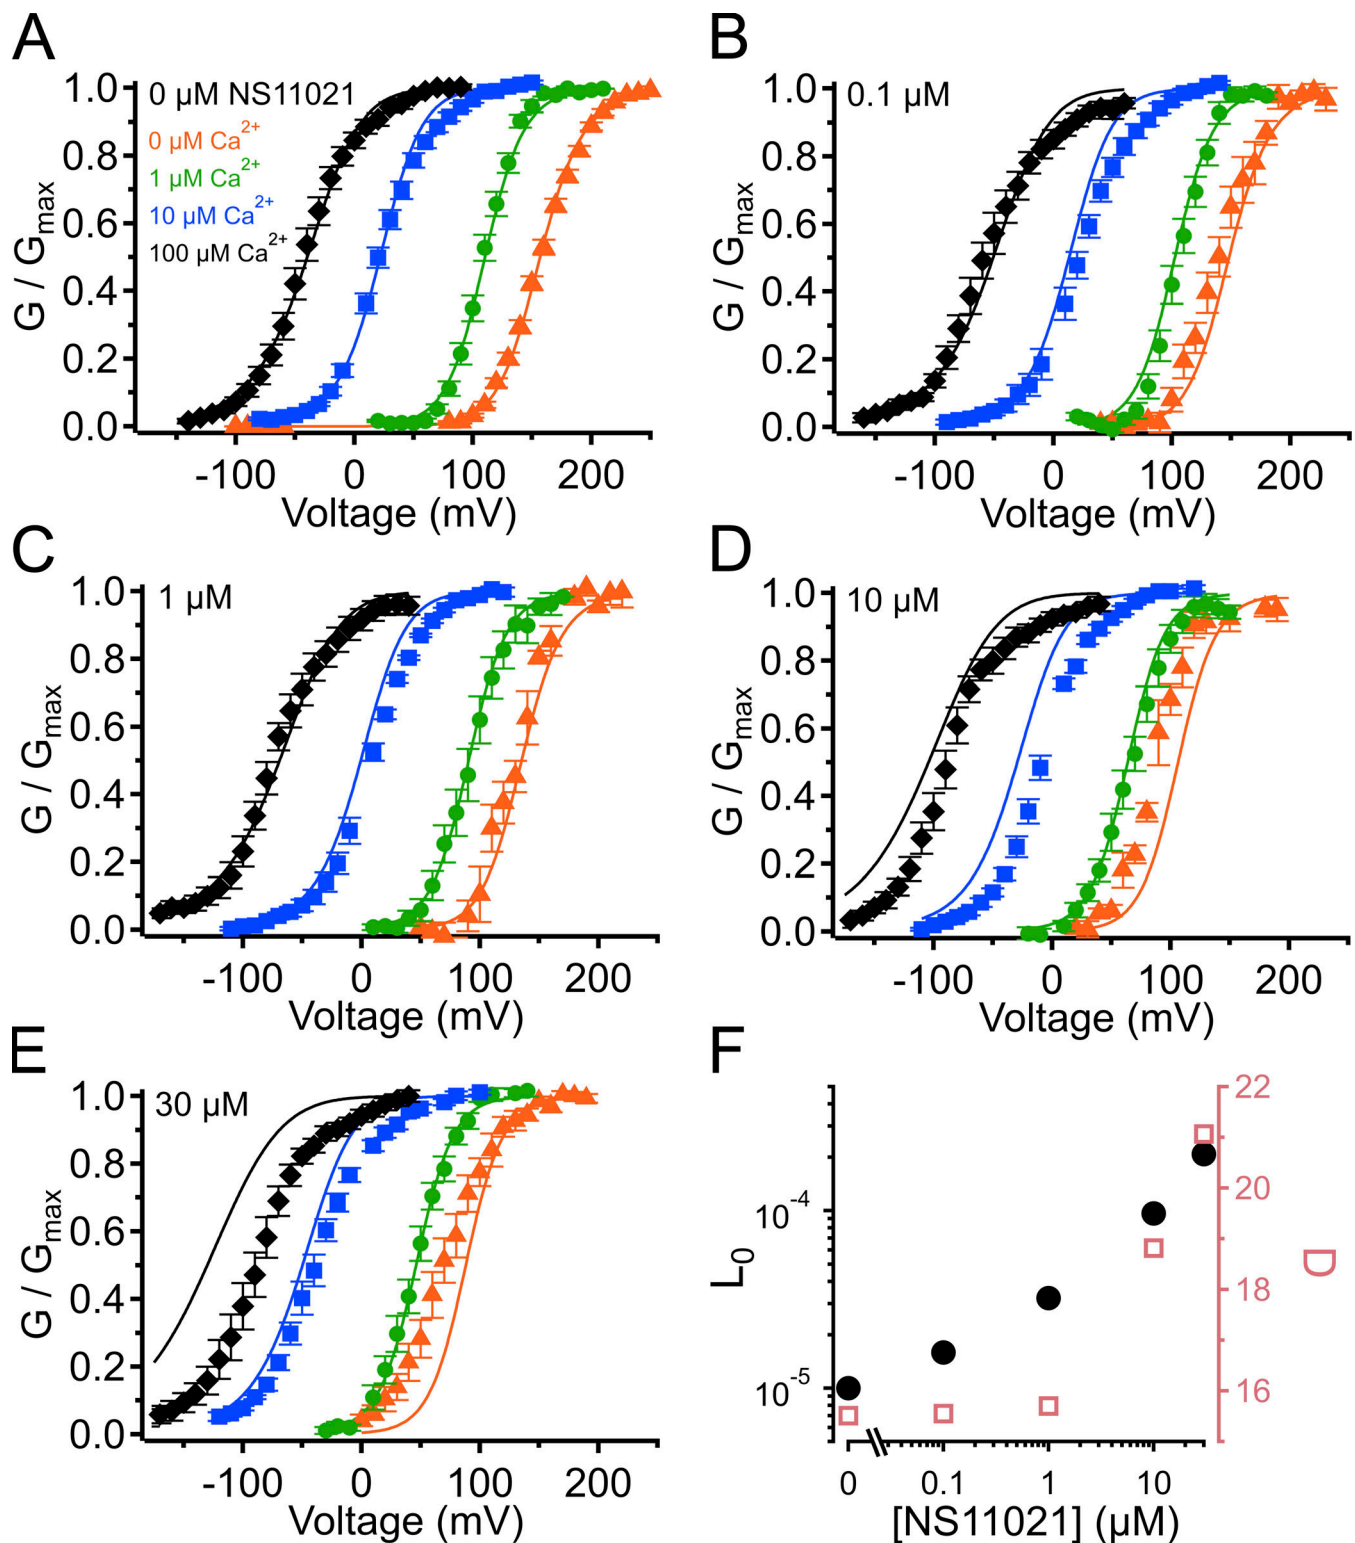 A
0 µM NS11021
0 µM Ca2+
1 µM Ca2+
10 µM Ca2+
100 µM Ca2+
1.0
0.8
0.6
0.4
0.2
0.0
G / Gmax
-100 0 100 200
Voltage (mV)
B
0.1 µM
1.0
0.8
0.6
0.4
0.2
0.0
G / Gmax
-100 0 100 200
Voltage (mV)
C
1 µM
1.0
0.8
0.6
0.4
0.2
0.0
G / Gmax
-100 0 100 200
Voltage (mV)
D
10 µM
1.0
0.8
0.6
0.4
0.2
0.0
G / Gmax
-100 0 100 200
Voltage (mV)
E
30 µM
1.0
0.8
0.6
0.4
0.2
0.0
G / Gmax
-100 0 100 200
Voltage (mV)
F
10-4
10-5
L0
22
20
18
16
D
0 0.1 1 10
[NS11021] (µM)